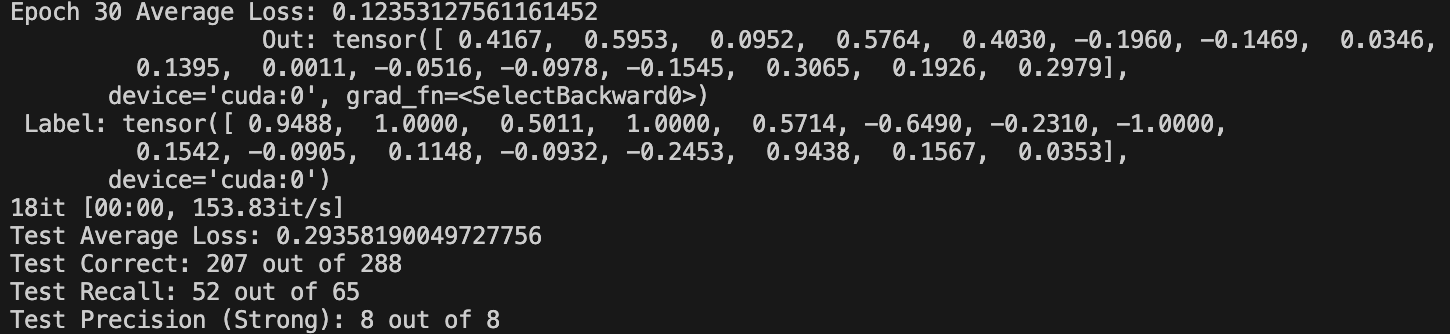 Epoch 30 Average Loss: 0.12353127561161452
Out: tensor([ 0.4167,  0.5953,  0.0952,  0.5764,  0.4030, -0.1960, -0.1469,  0.0346,
0.1395,  0.0011, -0.0516, -0.0978, -0.1545,  0.3065,  0.1926,  0.2979],
device='cuda:0', grad_fn=<SelectBackward0>)
Label: tensor([ 0.9488,  1.0000,  0.5011,  1.0000,  0.5714, -0.6490, -0.2310, -1.0000,
0.1542, -0.0905,  0.1148, -0.0932, -0.2453,  0.9438,  0.1567,  0.0353],
device='cuda:0')
18it [00:00, 153.83it/s]
Test Average Loss: 0.29358190049727756
Test Correct: 207 out of 288
Test Recall: 52 out of 65
Test Precision (Strong): 8 out of 8